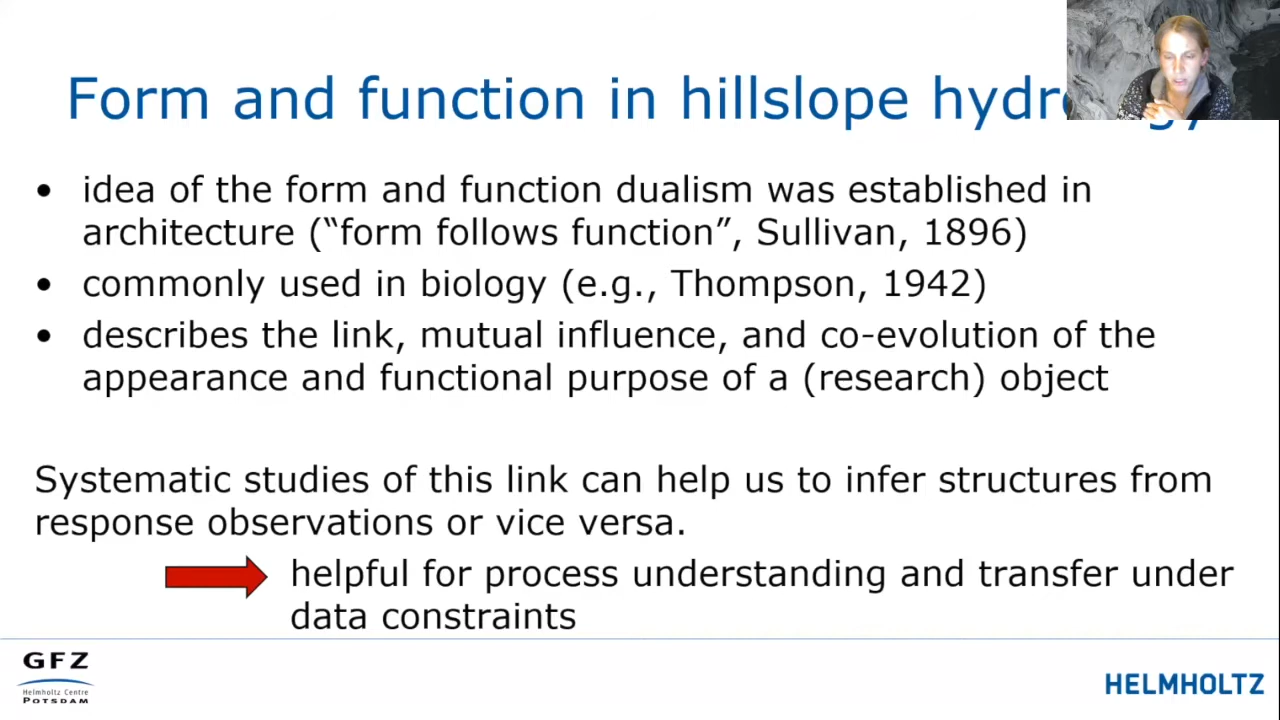 Form and function in hillslope hydr gy
• idea of the form and function dualism was established in
architecture (“form follows function”, Sullivan, 1896)
• commonly used in biology (e.g., Thompson, 1942)
• describes the link, mutual influence, and co-evolution of the
appearance and functional purpose of a (research) object
Systematic studies of this link can help us to infer structures from
response observations or vice versa.
helpful for process understanding and transfer under
data constraints
GFZ
Helmholtz Centre
POTSDAM
HELMHOLTZ